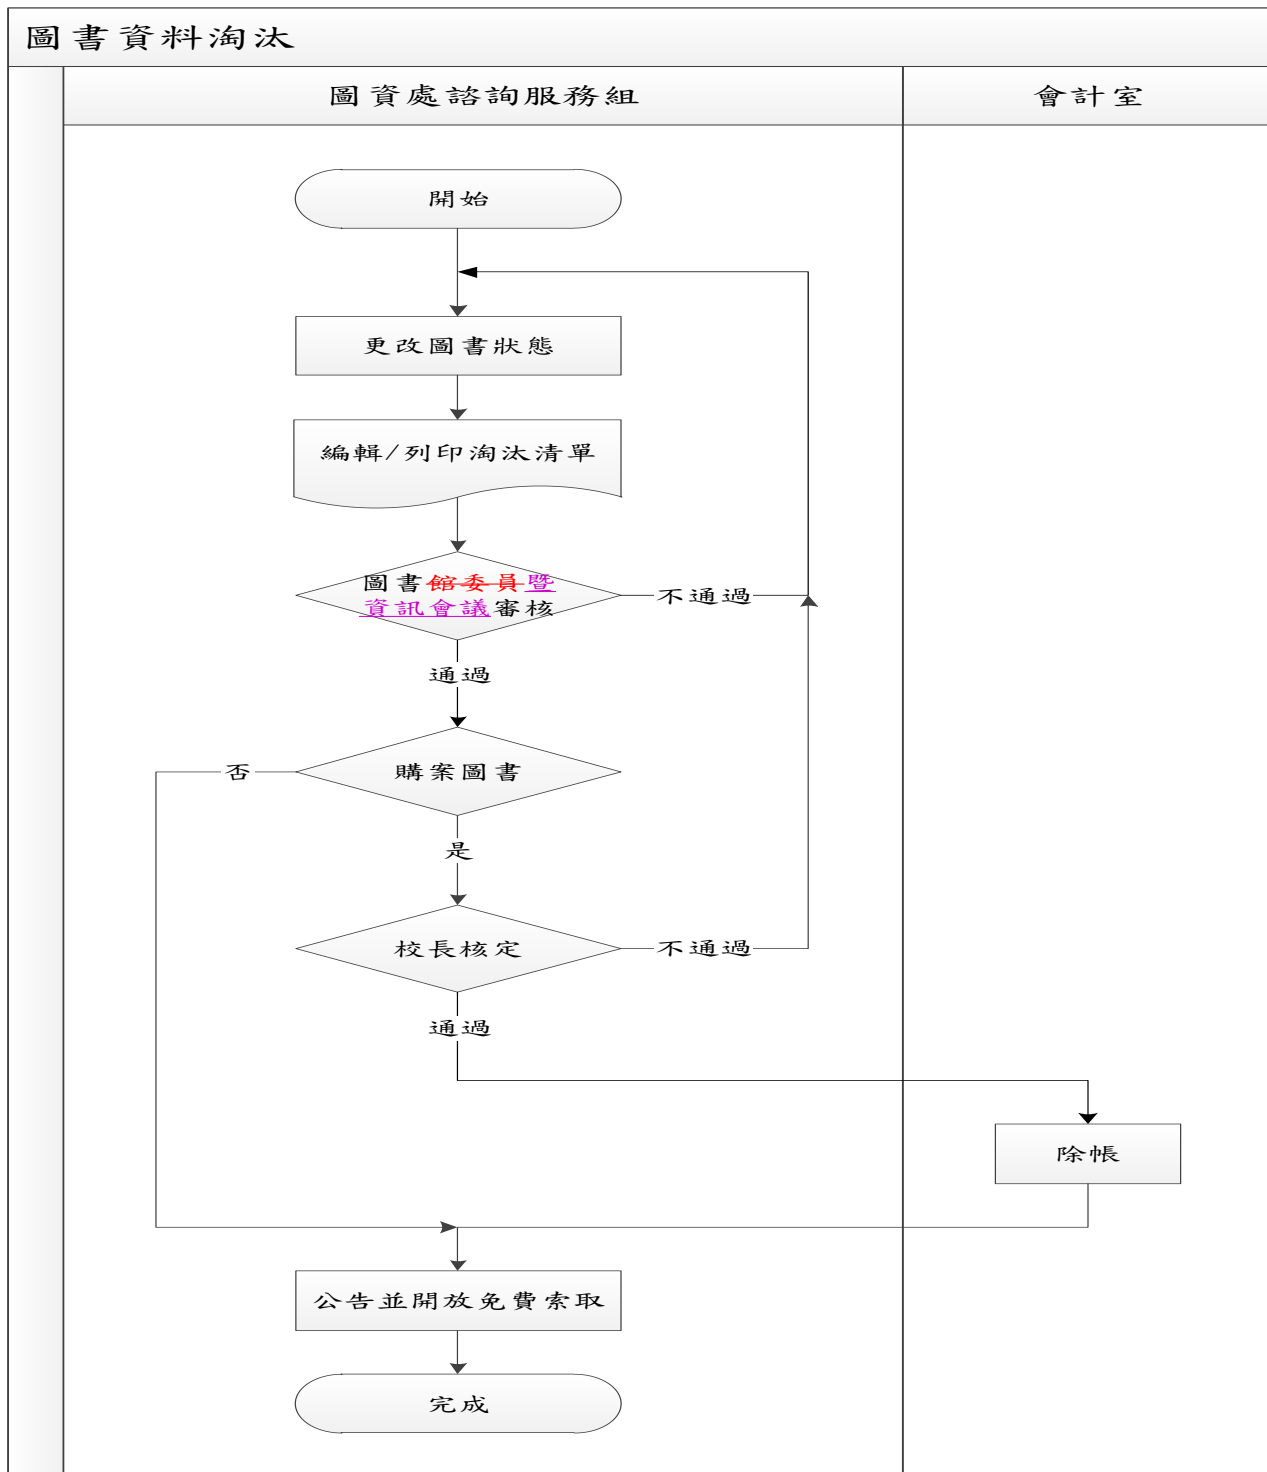 圖書資料淘汰
圖資處諮詢服務組
會計室
開始
更改圖書狀態
編輯/列印淘汰清單
圖書館委員暨
資訊會議審核
不通過
通過
購案圖書
否
是
校長核定
不通過
通過
除帳
公告並開放免費索取
完成